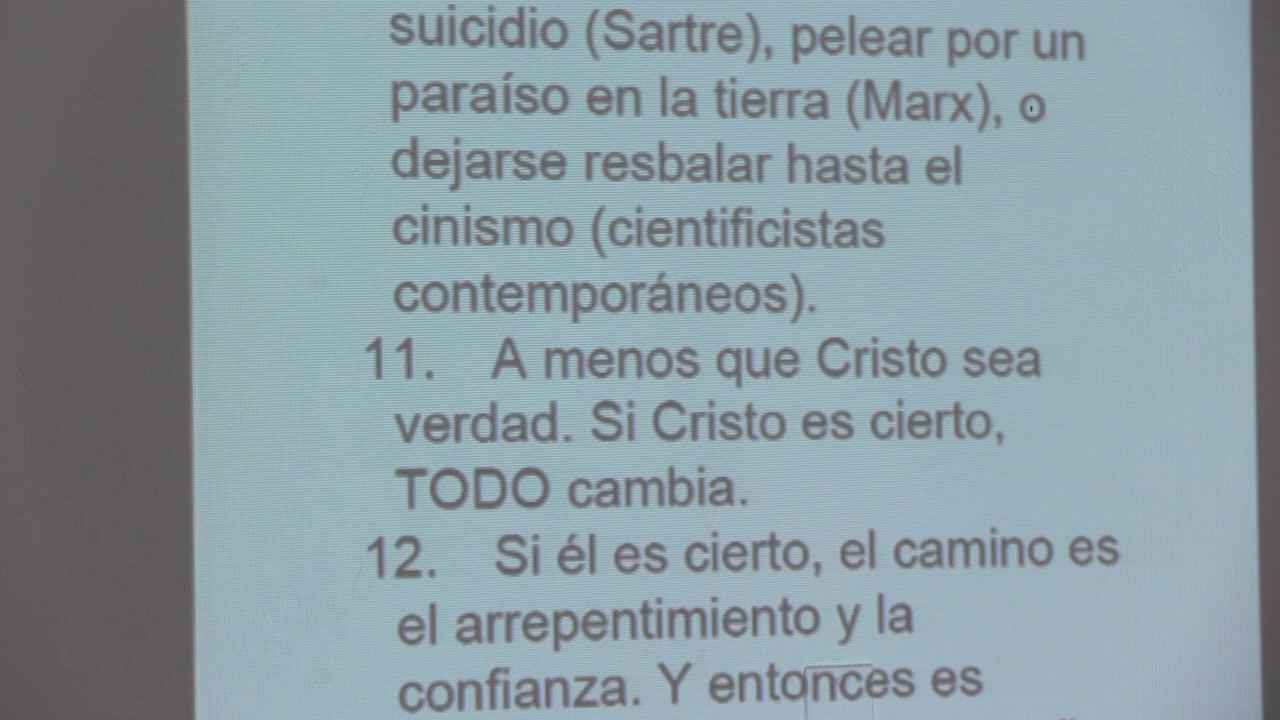 suicidio (Sartre), pelear por un
paraíso en la tierra (Marx), o
dejarse resbalar hasta el
cinismo (cientificistas
contemporáneos).
11. A menos que Cristo sea
verdad. Si Cristo es cierto,
TODO cambia.
12. Si él es cierto, el camino es
el arrepentimiento y la
confianza. Y entonces es